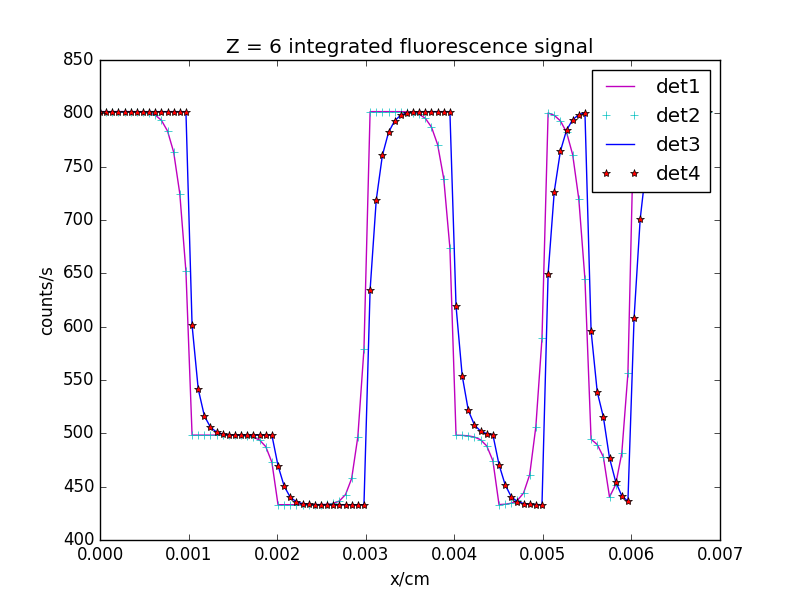 Z = 6 integrated fluorescence signal
850
800
750
700
650
600
550
500
450
400
counts/s
0.000 0.001 0.002 0.003 0.004 0.005 0.006 0.007
x/cm
det1
det2
det3
det4